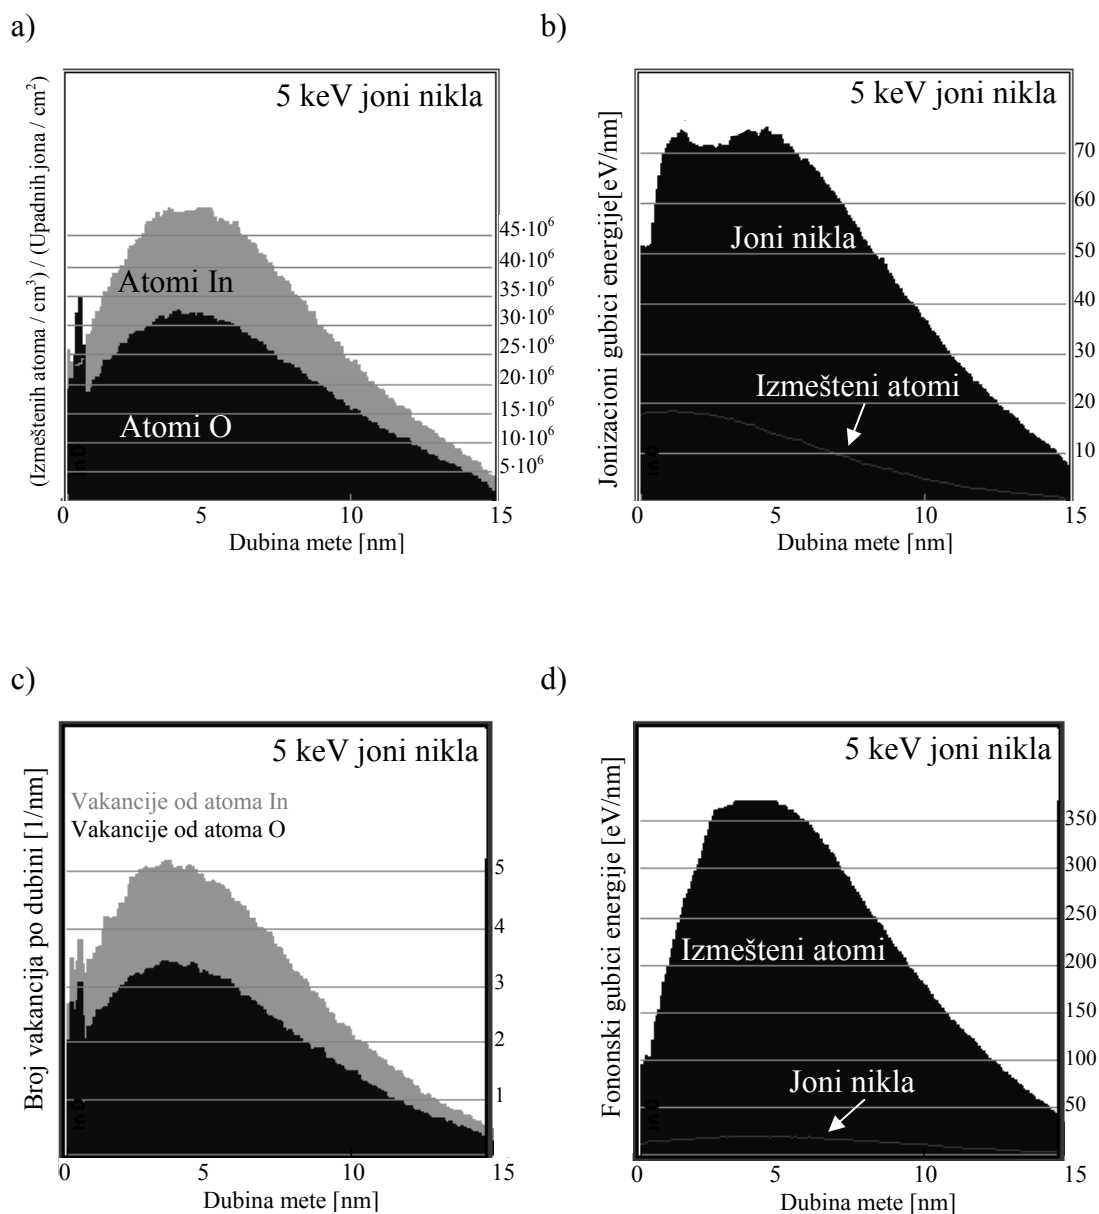 a)
5 keV joni nikla
(Izmeštenih atoma / cm³) / (Upadnih jona / cm²)
45·10⁶
40·10⁶
35·10⁶
30·10⁶
25·10⁶
20·10⁶
15·10⁶
10·10⁶
5·10⁶
Atomi In
Atomi O
In O
0 5 10 15
Dubina mete [nm]
b)
5 keV joni nikla
Jonizacioni gubici energije[eV/nm]
70
60
50
40
30
20
10
Joni nikla
Izmešteni atomi
In O
0 5 10 15
Dubina mete [nm]
c)
5 keV joni nikla
Broj vakancija po dubini [1/nm]
Vakancije od atoma In
Vakancije od atoma O
5
4
3
2
1
In O
0 5 10 15
Dubina mete [nm]
d)
5 keV joni nikla
Fononski gubici energije [eV/nm]
350
300
250
200
150
100
50
Izmešteni atomi
Joni nikla
In O
0 5 10 15
Dubina mete [nm]